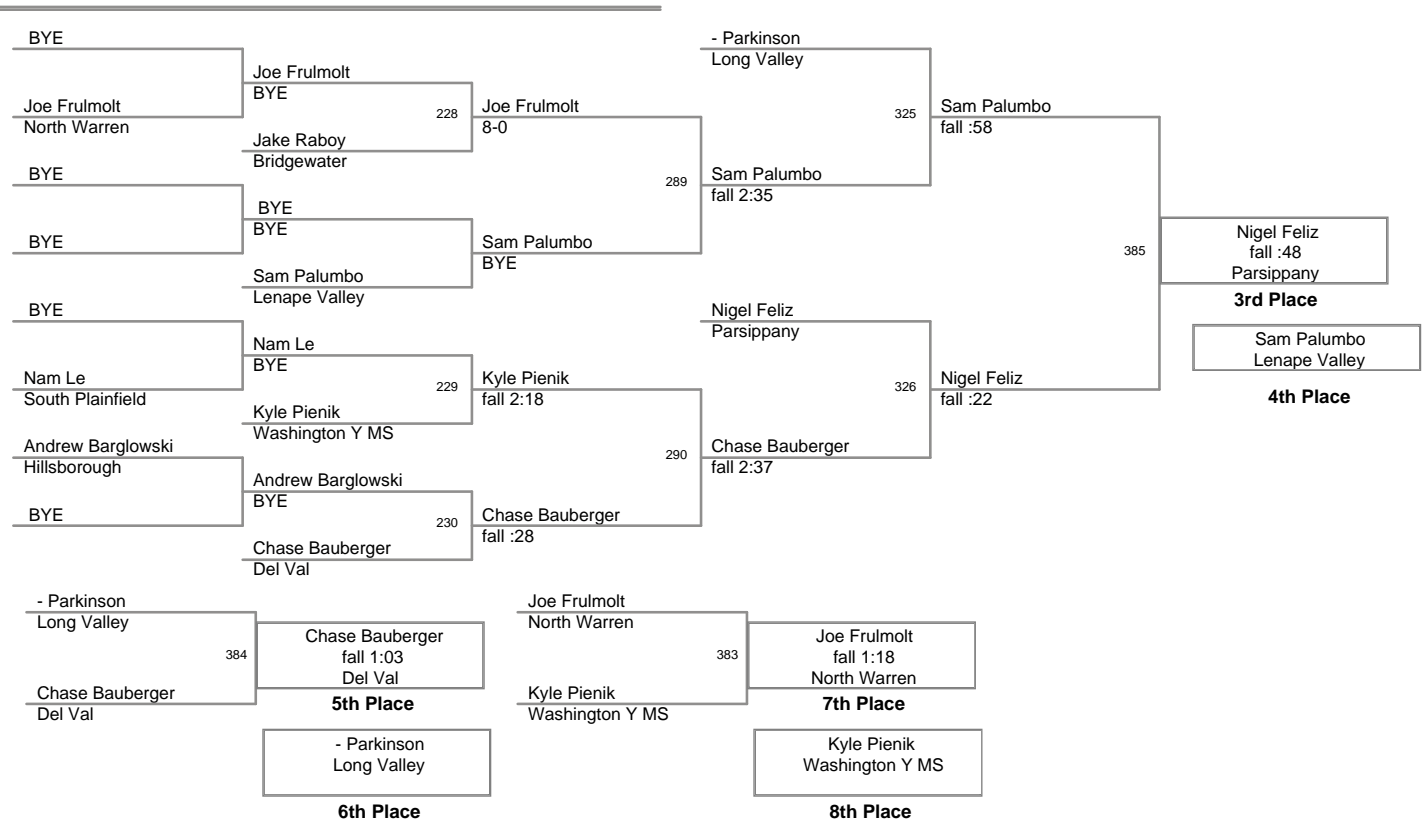 BYE
Joe Frulmolt
North Warren
BYE
BYE
BYE
Nam Le
South Plainfield
Andrew Barglowski
Hillsborough
BYE
Joe Frulmolt
BYE
228
Jake Raboy
Bridgewater
BYE
BYE
Sam Palumbo
Lenape Valley
Nam Le
BYE
229
Kyle Pienik
Washington Y MS
Andrew Barglowski
BYE
230
Chase Bauberger
Del Val
Joe Frulmolt
8-0
289
Sam Palumbo
BYE
Kyle Pienik
fall 2:18
290
Chase Bauberger
fall :28
- Parkinson
Long Valley
325
Sam Palumbo
fall 2:35
Nigel Feliz
Parsippany
326
Chase Bauberger
fall 2:37
Sam Palumbo
fall :58
385
Nigel Feliz
fall :22
Nigel Feliz
fall :48
Parsippany
3rd Place
Sam Palumbo
Lenape Valley
4th Place
- Parkinson
Long Valley
384
Chase Bauberger
Del Val
Chase Bauberger
fall 1:03
Del Val
5th Place
- Parkinson
Long Valley
6th Place
Joe Frulmolt
North Warren
383
Kyle Pienik
Washington Y MS
Joe Frulmolt
fall 1:18
North Warren
7th Place
Kyle Pienik
Washington Y MS
8th Place